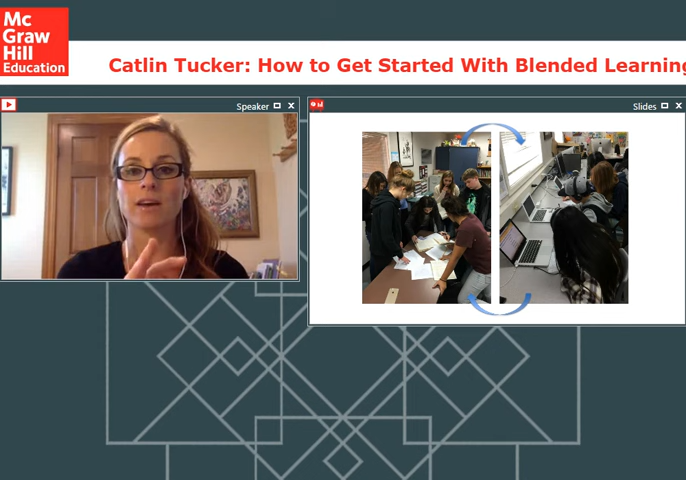 Mc
Graw
Hill
Education
Catlin Tucker: How to Get Started With Blended Learning
Speaker
Slides